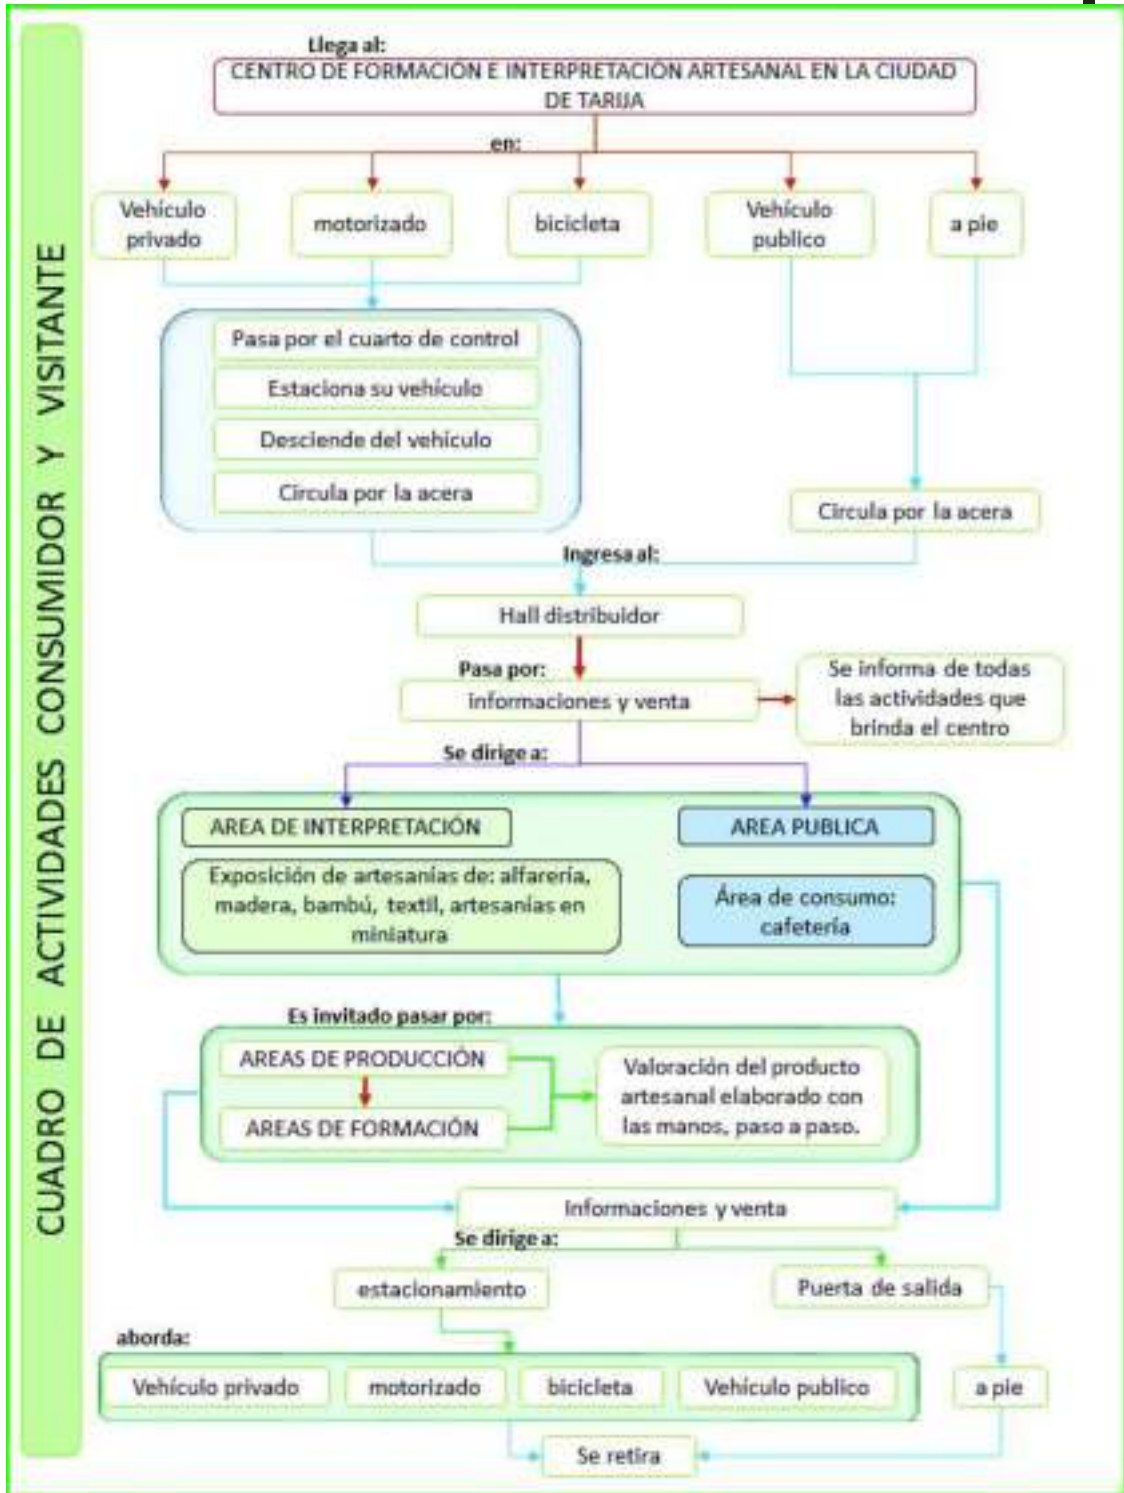 CUADRO DE ACTIVIDADES CONSUMIDOR Y VISITANTE
Llega al:
CENTRO DE FORMACIÓN E INTERPRETACIÓN ARTESANAL EN LA CIUDAD
DE TARIJA
en:
Vehículo
privado
motorizado
bicicleta
Vehículo
publico
a pie
Pasa por el cuarto de control
Estaciona su vehículo
Desciende del vehículo
Circula por la acera
Circula por la acera
Ingresa al:
Hall distribuidor
Pasa por:
informaciones y venta
Se informa de todas
las actividades que
brinda el centro
Se dirige a:
AREA DE INTERPRETACIÓN
AREA PUBLICA
Exposición de artesanías de: alfarería,
madera, bambú, textil, artesanías en
miniatura
Área de consumo:
cafetería
Es invitado pasar por:
AREAS DE PRODUCCIÓN
AREAS DE FORMACIÓN
Valoración del producto
artesanal elaborado con
las manos, paso a paso.
Informaciones y venta
Se dirige a:
estacionamiento
Puerta de salida
aborda:
Vehículo privado
motorizado
bicicleta
Vehículo publico
a pie
Se retira